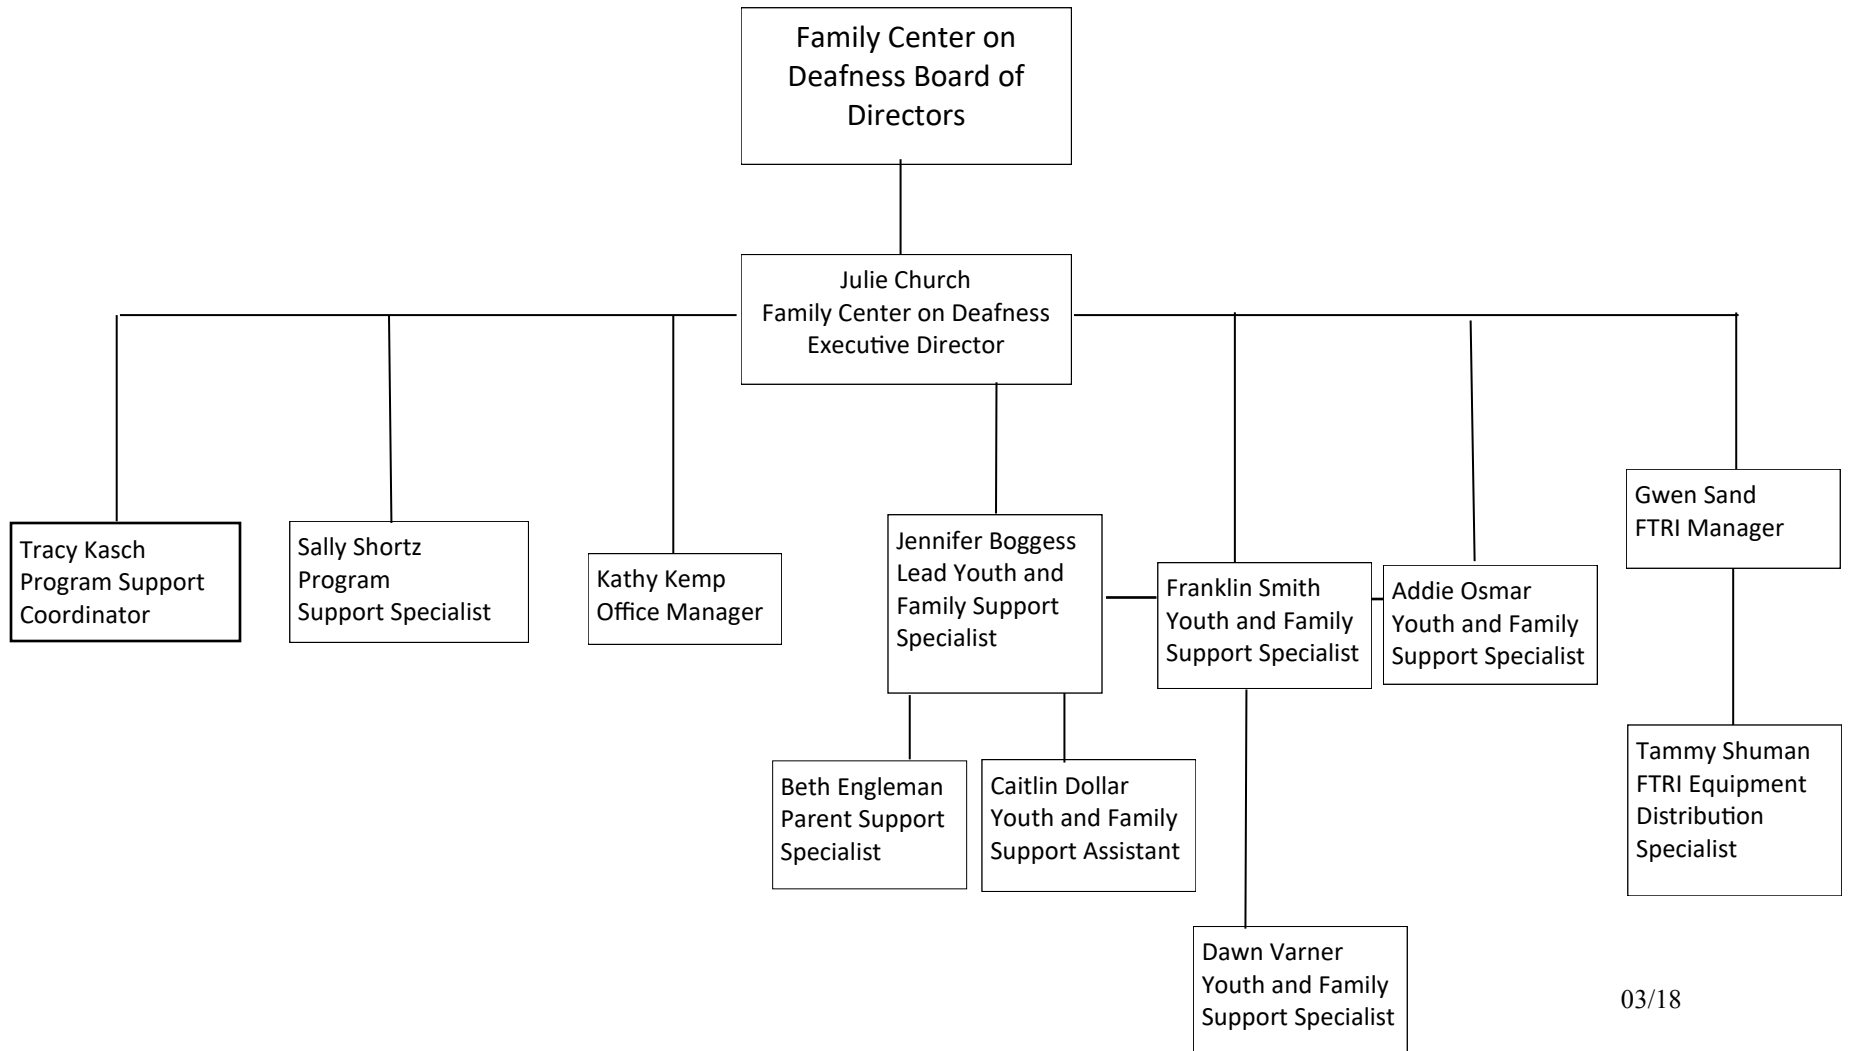 Family Center on
Deafness Board of
Directors
Julie Church
Family Center on Deafness
Executive Director
Tracy Kasch
Program Support
Coordinator
Sally Shortz
Program
Support Specialist
Kathy Kemp
Office Manager
Jennifer Boggess
Lead Youth and
Family Support
Specialist
Franklin Smith
Youth and Family
Support Specialist
Addie Osmar
Youth and Family
Support Specialist
Gwen Sand
FTRI Manager
Beth Engleman
Parent Support
Specialist
Caitlin Dollar
Youth and Family
Support Assistant
Tammy Shuman
FTRI Equipment
Distribution
Specialist
Dawn Varner
Youth and Family
Support Specialist
03/18